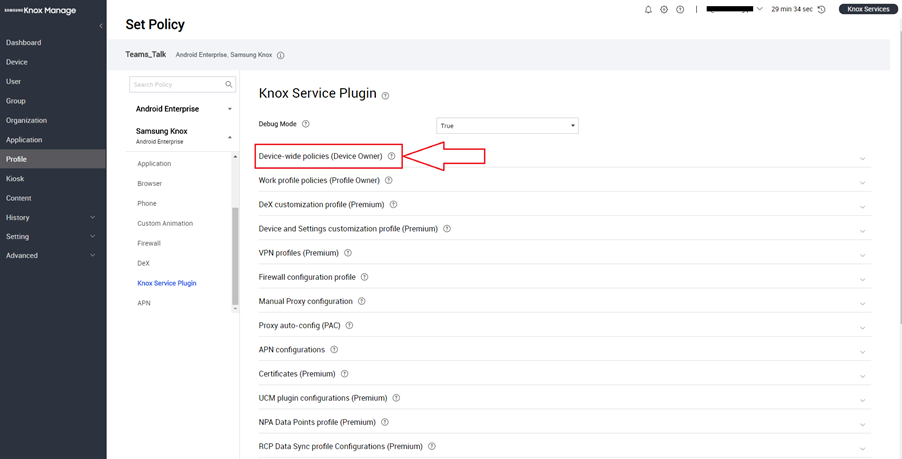 SAMSUNG Knox Manage
Dashboard
Device
User
Group
Organization
Application
Profile
Kiosk
Content
History
Setting
Advanced
29 min 34 sec
Knox Services
Set Policy
Teams_Talk Android Enterprise, Samsung Knox
Search Policy
Android Enterprise
Samsung Knox
Android Enterprise
Application
Browser
Phone
Custom Animation
Firewall
DeX
Knox Service Plugin
APN
Knox Service Plugin
Debug Mode
True
Device-wide policies (Device Owner)
Work profile policies (Profile Owner)
DeX customization profile (Premium)
Device and Settings customization profile (Premium)
VPN profiles (Premium)
Firewall configuration profile
Manual Proxy configuration
Proxy auto-config (PAC)
APN configurations
Certificates (Premium)
UCM plugin configurations (Premium)
NPA Data Points profile (Premium)
RCP Data Sync profile Configurations (Premium)